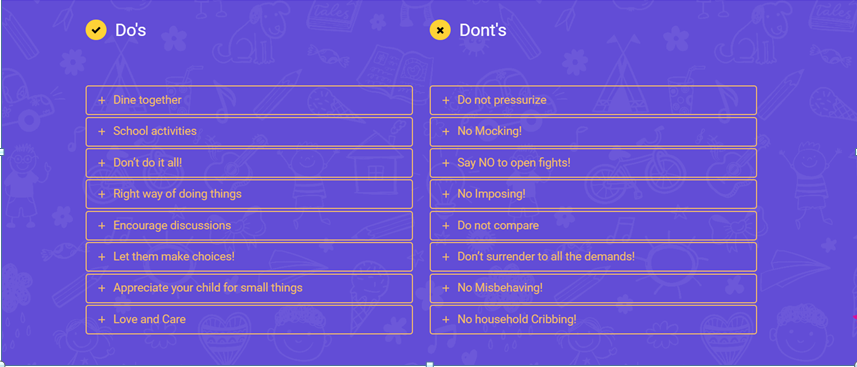 Do's
Dine together
School activities
Don't do it all!
Right way of doing things
Encourage discussions
Let them make choices!
Appreciate your child for small things
Love and Care
Dont's
Do not pressurize
No Mocking!
Say NO to open fights!
No Imposing!
Do not compare
Don't surrender to all the demands!
No Misbehaving!
No household Cribbing!